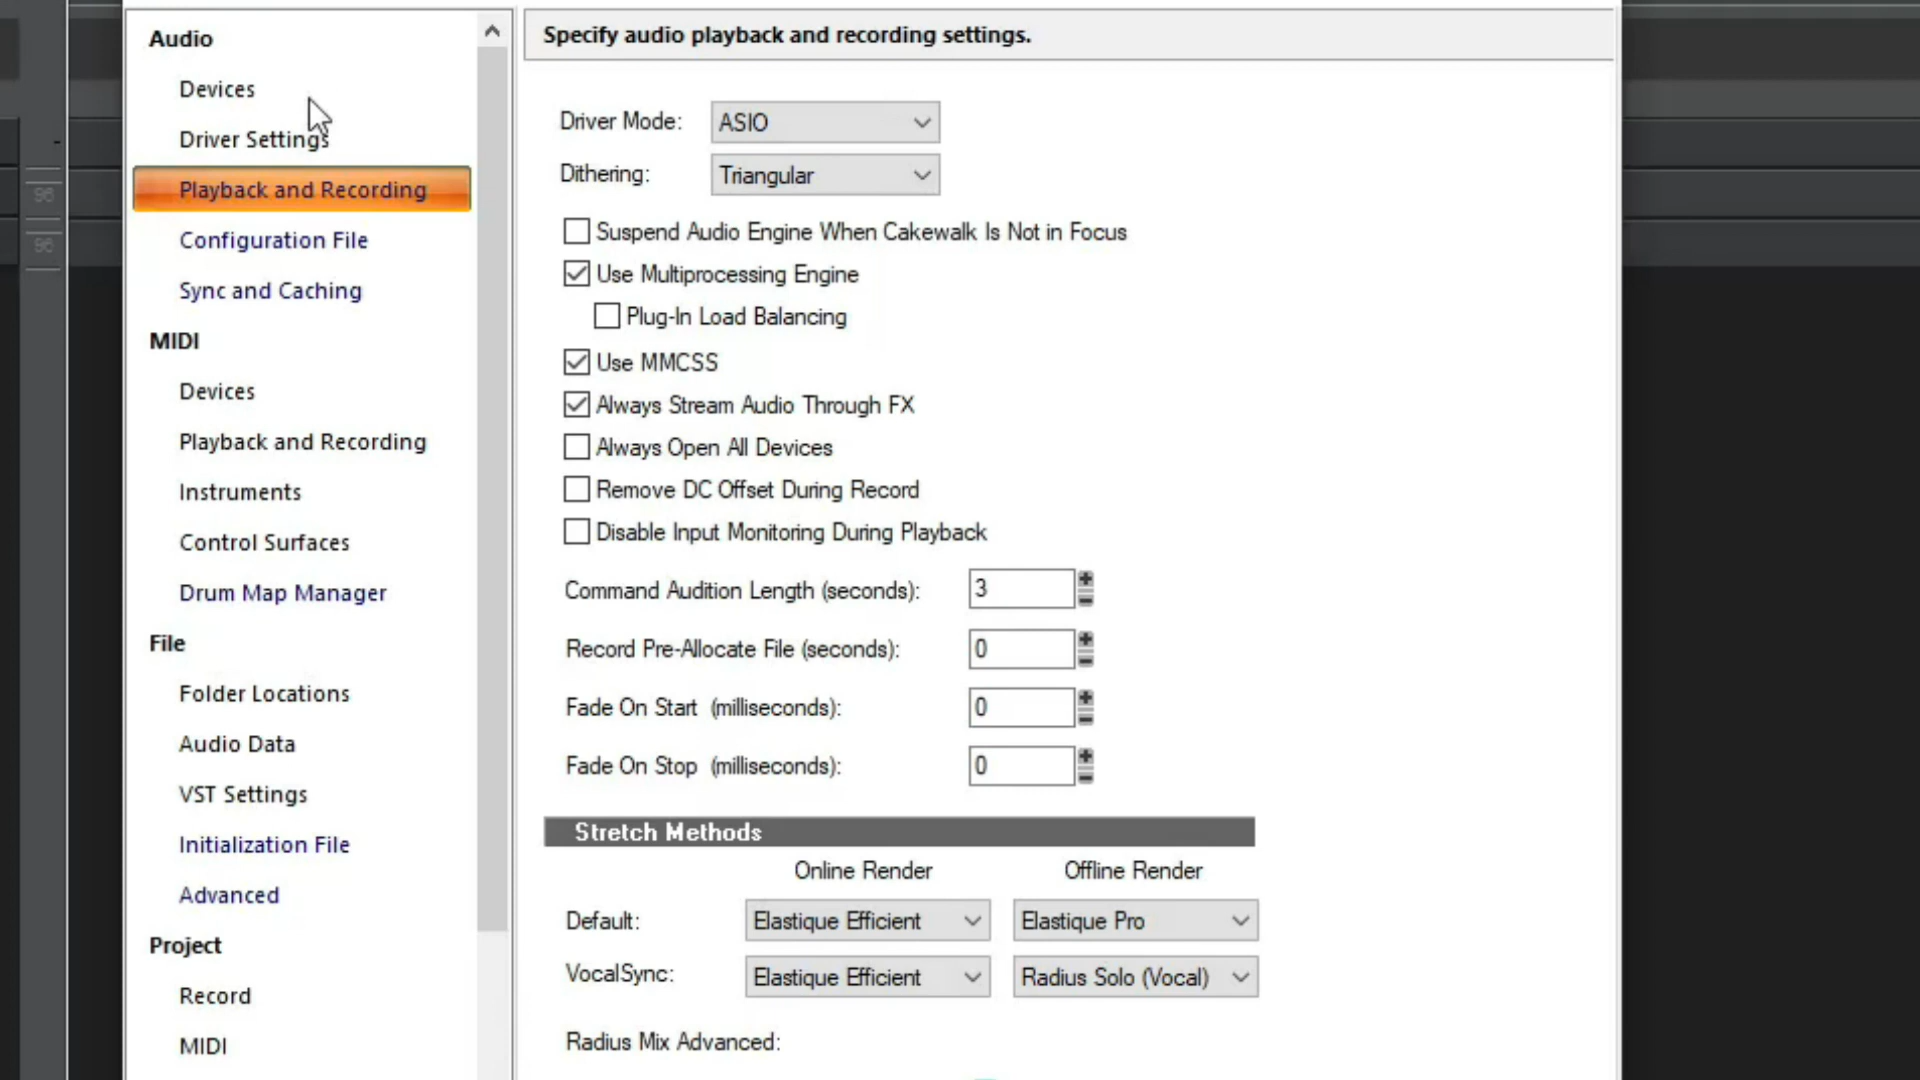 Audio
Devices
Driver Settings
Playback and Recording
Configuration File
Sync and Caching
MIDI
Devices
Playback and Recording
Instruments
Control Surfaces
Drum Map Manager
File
Folder Locations
Audio Data
VST Settings
Initialization File
Advanced
Project
Record
MIDI
Specify audio playback and recording settings.
Driver Mode: ASIO
Dithering: Triangular
Suspend Audio Engine When Cakewalk Is Not in Focus
Use Multiprocessing Engine
Plug-In Load Balancing
Use MMCSS
Always Stream Audio Through FX
Always Open All Devices
Remove DC Offset During Record
Disable Input Monitoring During Playback
Command Audition Length (seconds): 3
Record Pre-Allocate File (seconds): 0
Fade On Start (milliseconds): 0
Fade On Stop (milliseconds): 0
Stretch Methods
Online Render Offline Render
Default: Elastique Efficient Elastique Pro
VocalSync: Elastique Efficient Radius Solo (Vocal)
Radius Mix Advanced:
96
96